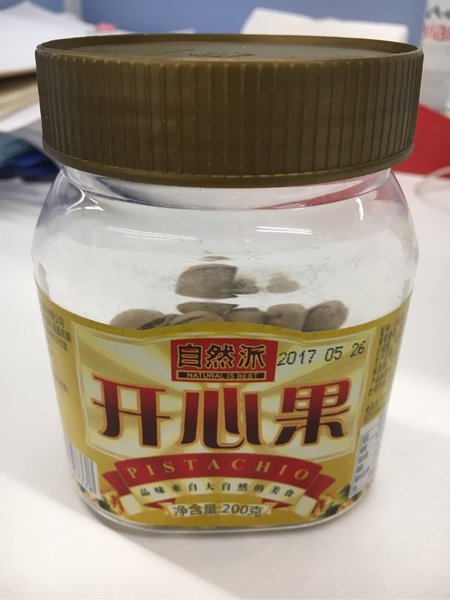 自然派
NATURAL IS BEST
2017 05 26
开心果
PISTACHIO
品味来自大自然的美食
净含量:200克